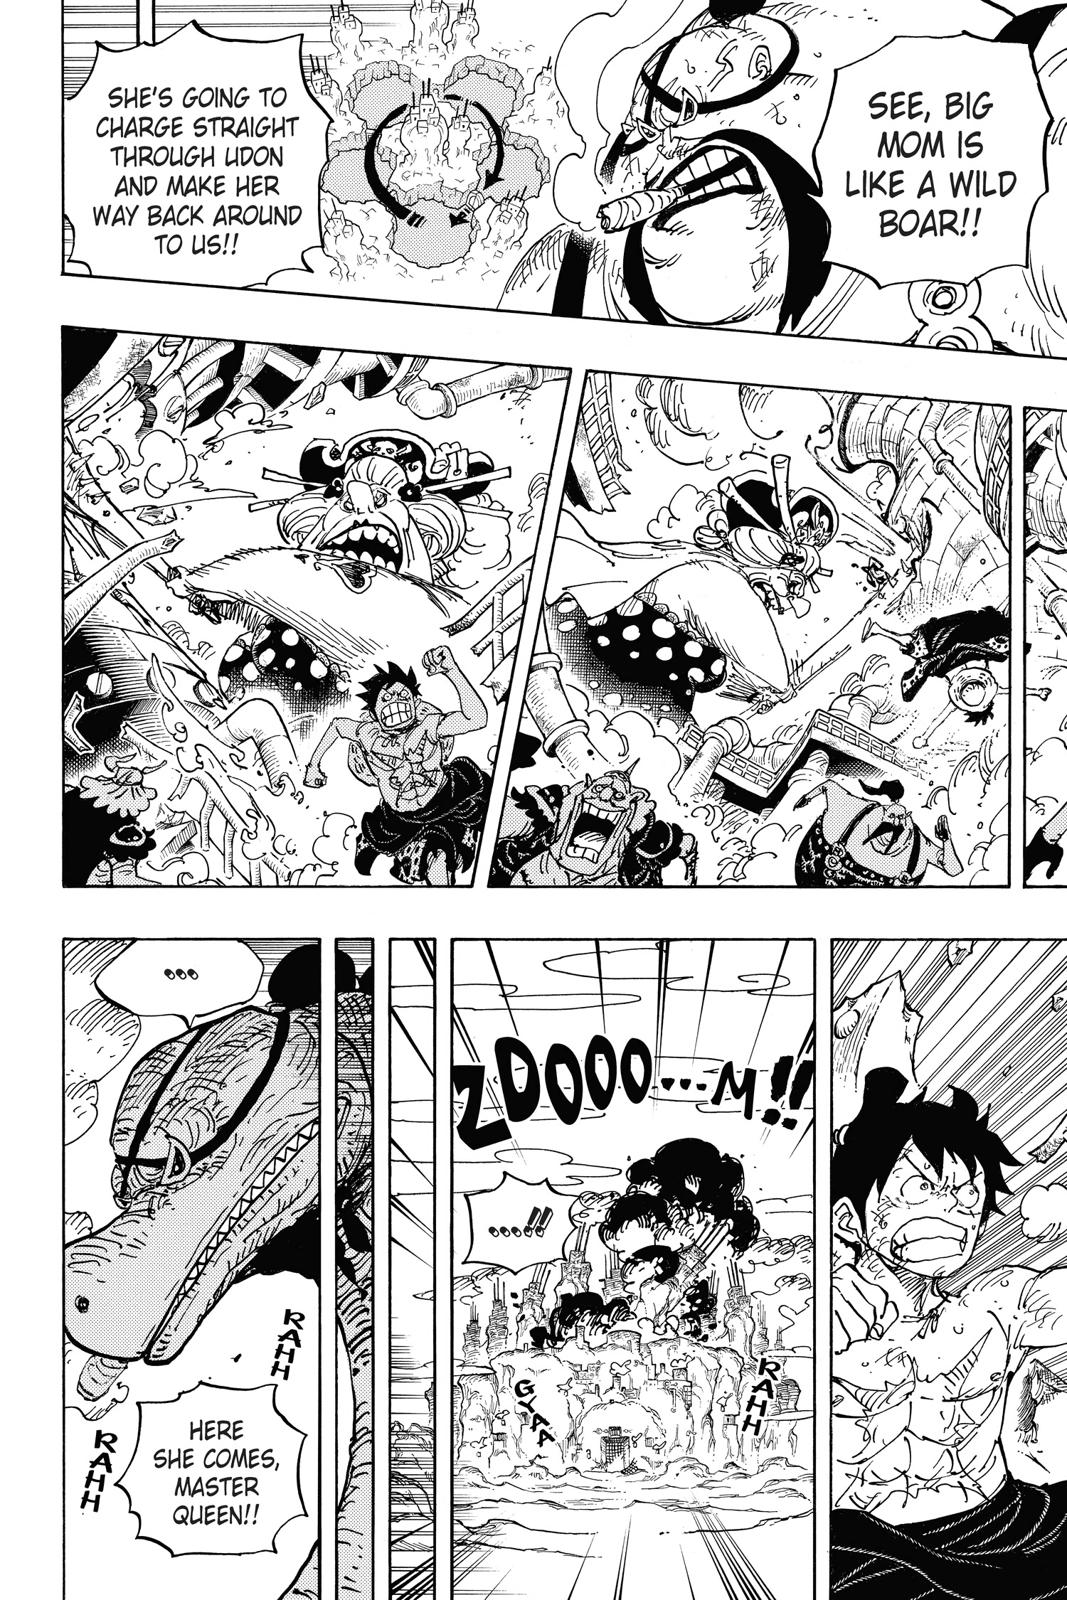 SEE, BIG
MOM IS
LIKE A WILD
BOAR!!
SHE'S GOING TO
CHARGE STRAIGHT
THROUGH UDON
AND MAKE HER
WAY BACK AROUND
TO US!!
ZDOOO...M!!
....!!
RAHH
GYAA
...
RAHH
HERE
SHE COMES,
MASTER
QUEEN!!
RAHH